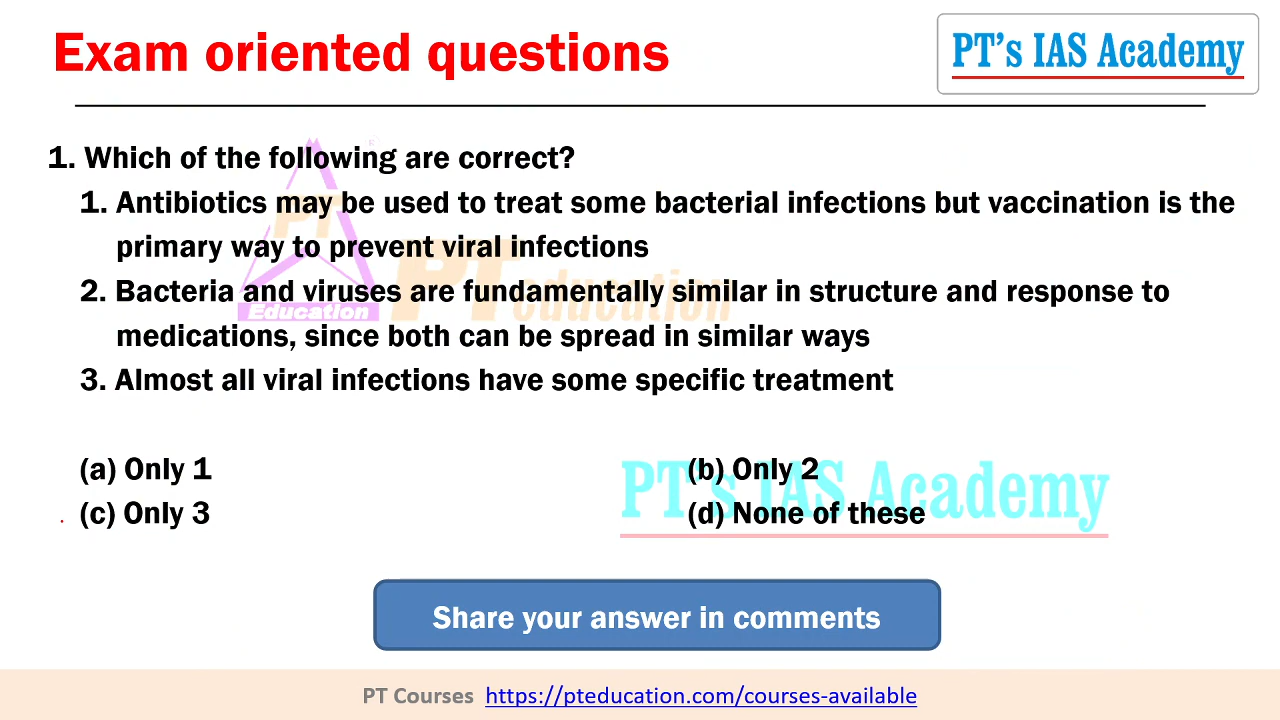 Exam oriented questions
PT's IAS Academy
1. Which of the following are correct?
1. Antibiotics may be used to treat some bacterial infections but vaccination is the
primary way to prevent viral infections
2. Bacteria and viruses are fundamentally similar in structure and response to
medications, since both can be spread in similar ways
3. Almost all viral infections have some specific treatment
PT
Education
PT education
(a) Only 1
(b) Only 2
(c) Only 3
(d) None of these
PT's IAS Academy
Share your answer in comments
PT Courses https://pteducation.com/courses-available